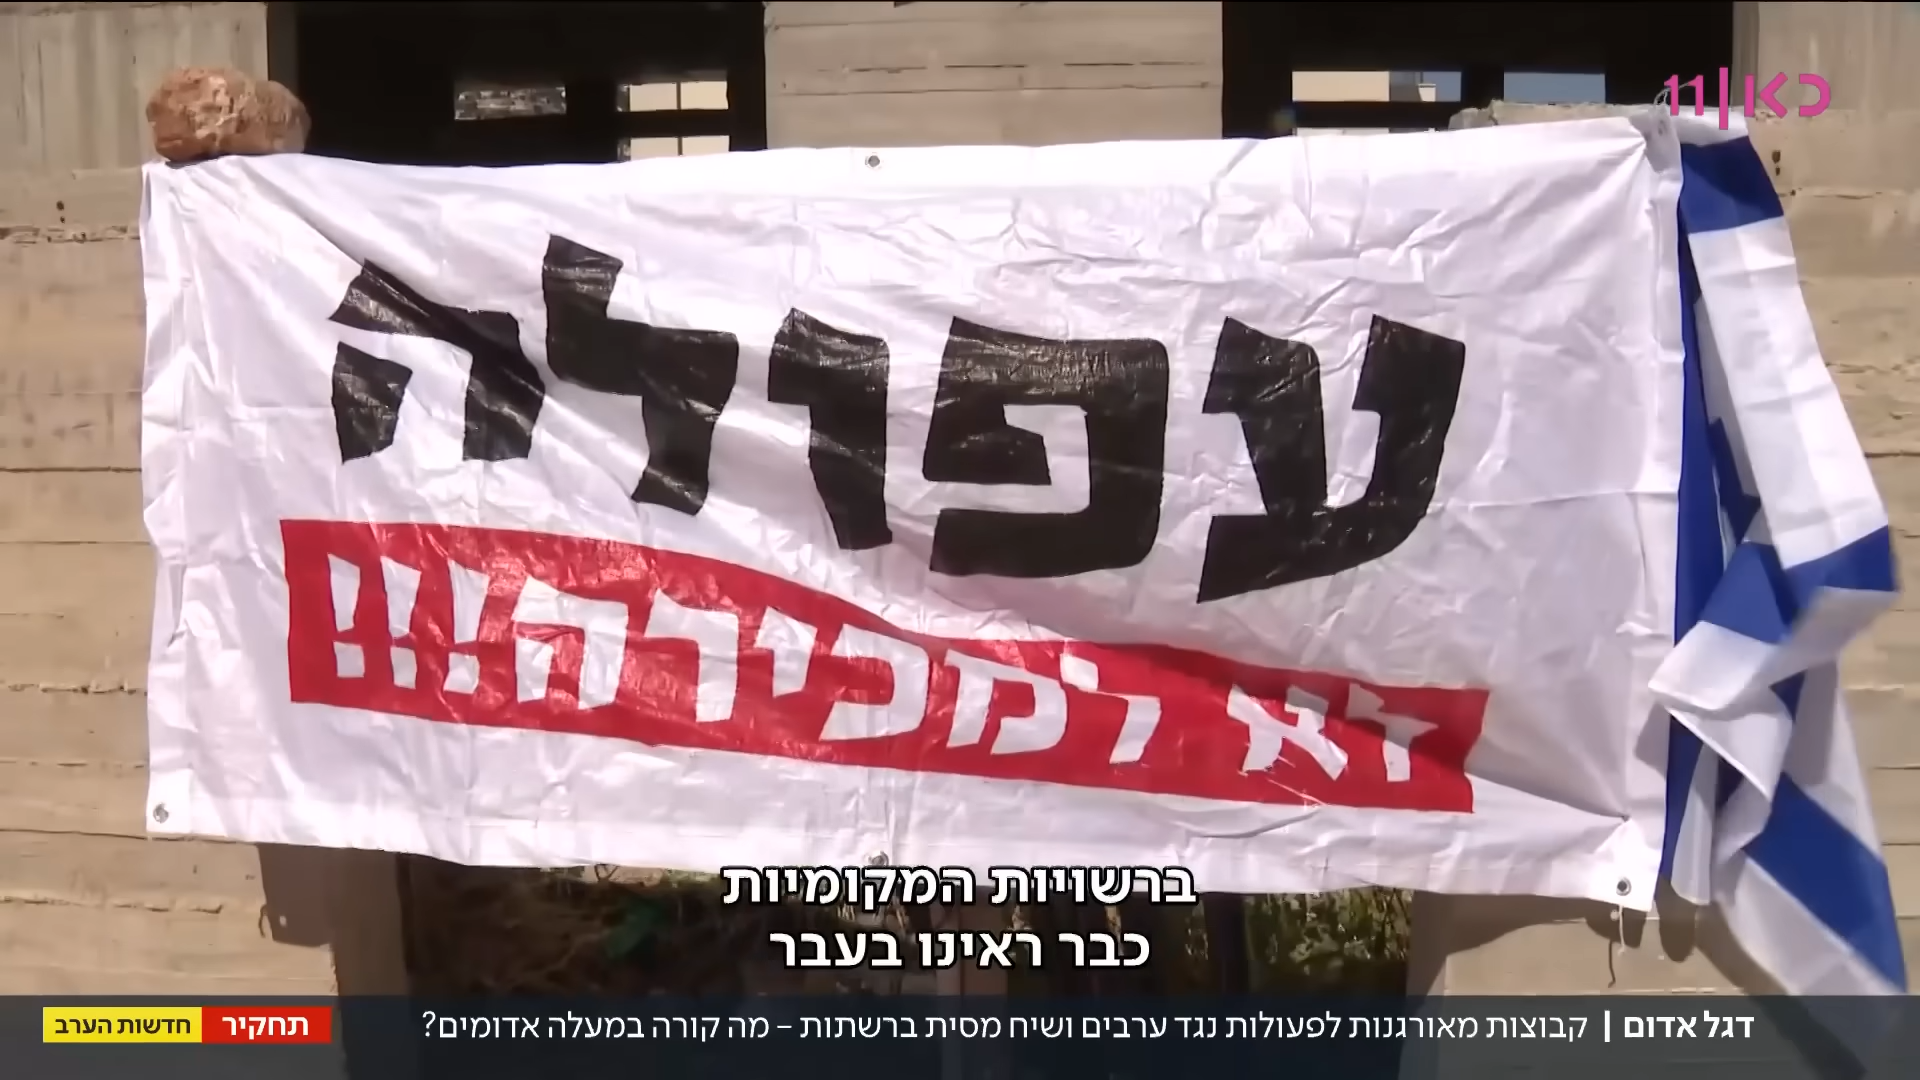 כאן 11
עפולה
לא למכירה!!!
ברשויות המקומיות
כבר ראינו בעבר
דגל אדום | קבוצות מאורגנות לפעולות נגד ערבים ושיח מסית ברשתות – מה קורה במעלה אדומים?
תחקיר
חדשות הערב